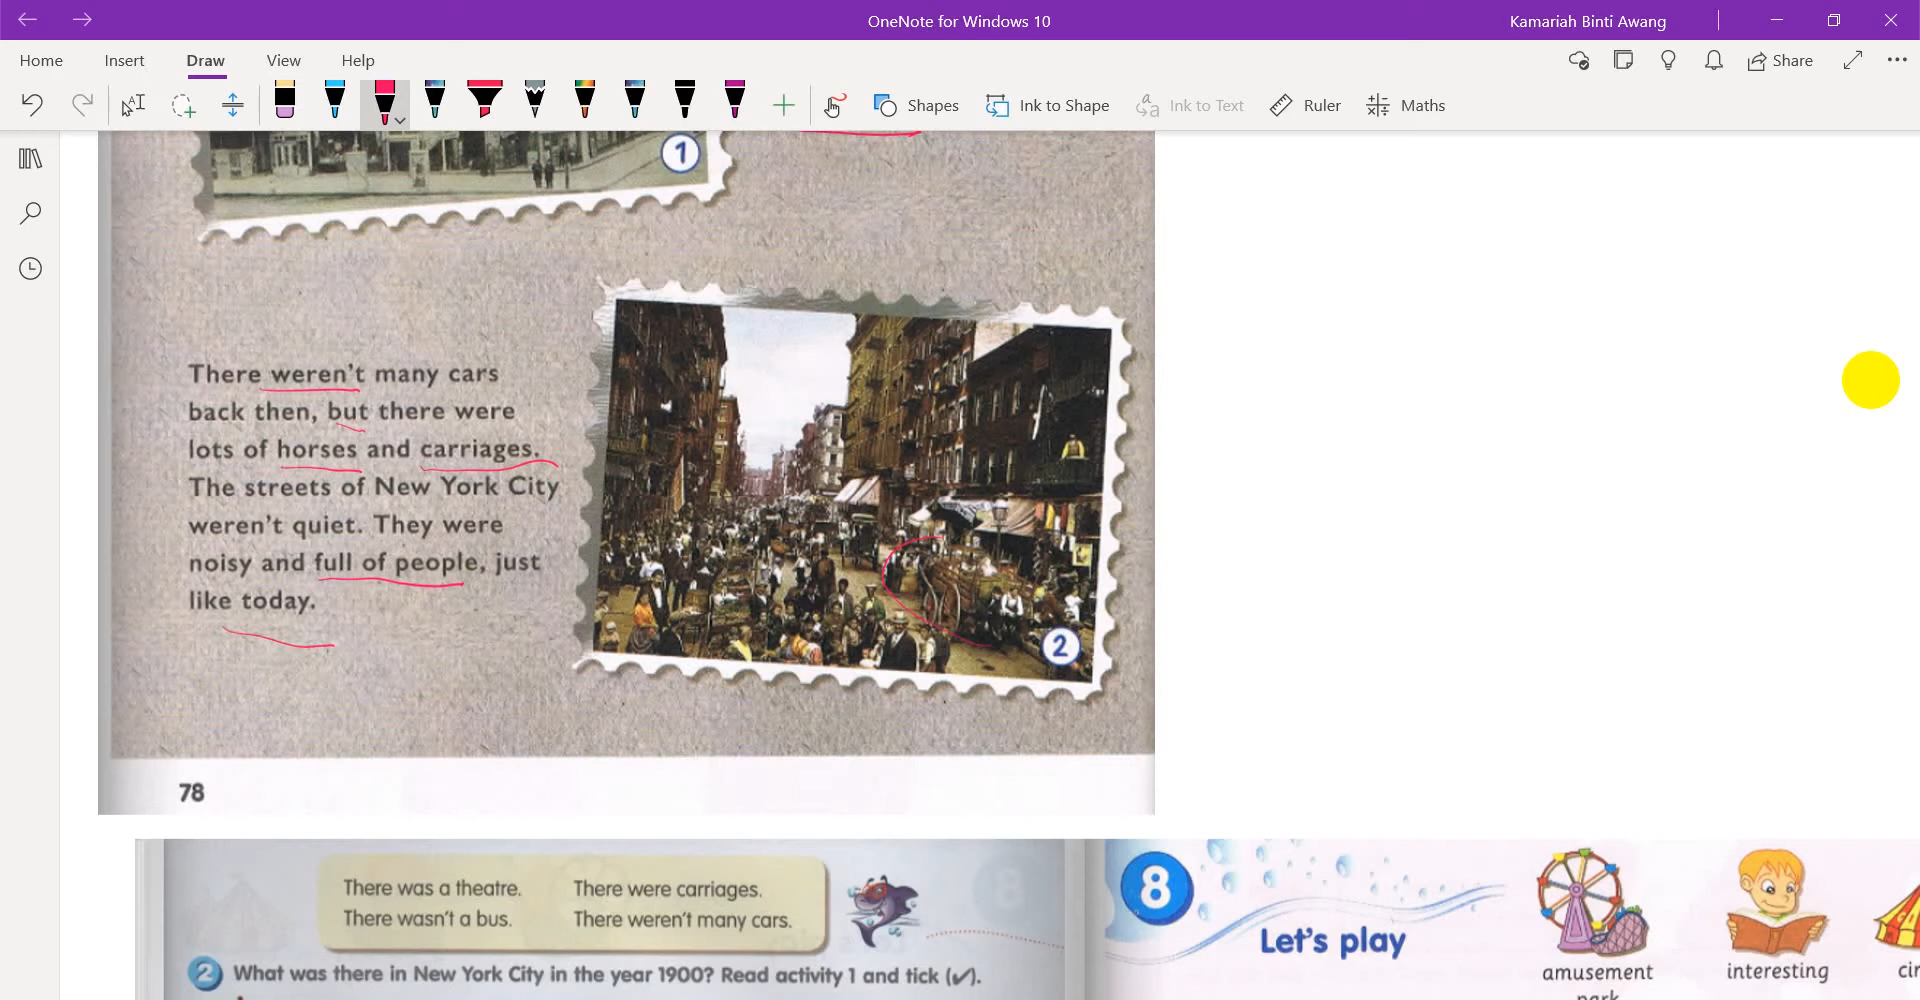 OneNote for Windows 10
Kamariah Binti Awang
Home Insert Draw View Help
Share
Shapes Ink to Shape Ink to Text Ruler Maths
1
There weren't many cars
back then, but there were
lots of horses and carriages.
The streets of New York City
weren't quiet. They were
noisy and full of people, just
like today.
2
78
There was a theatre. There were carriages.
There wasn't a bus. There weren't many cars.
2 What was there in New York City in the year 1900? Read activity 1 and tick (✔).
8
Let's play
amusement
park
interesting
cir